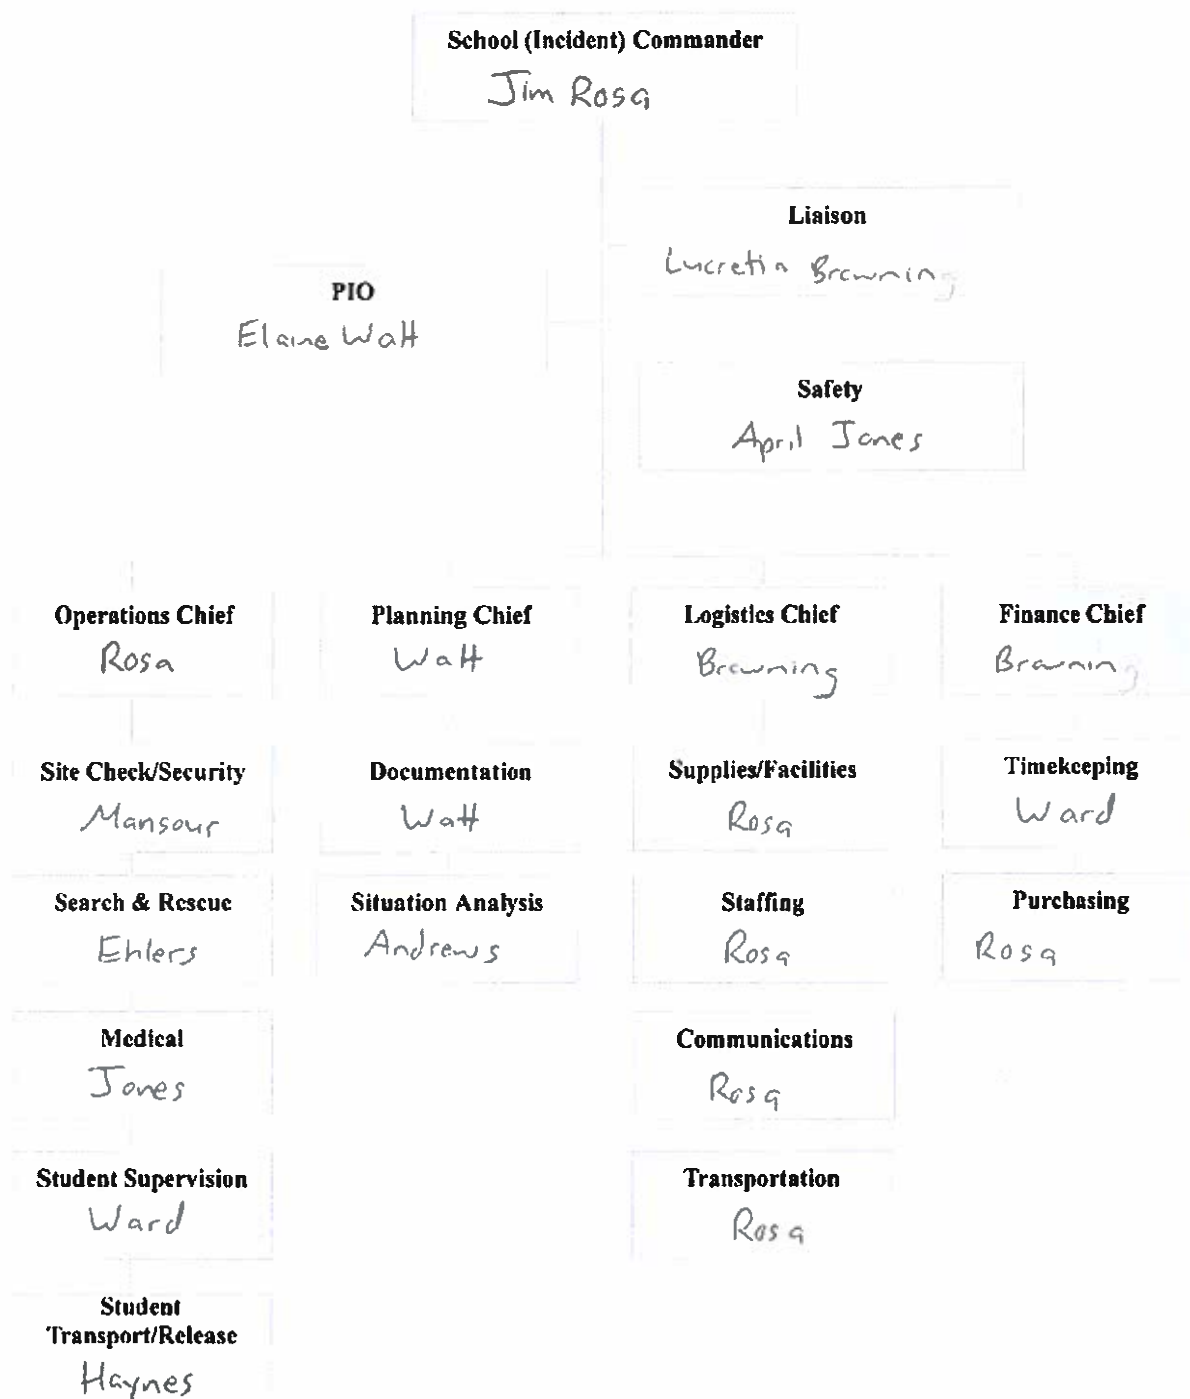 School (Incident) Commander
Jim Rosa
Liaison
Lucretia Browning
PIO
Elaine Watt
Safety
April Jones
Operations Chief
Rosa
Planning Chief
Watt
Logistics Chief
Browning
Finance Chief
Browning
Site Check/Security
Mansour
Documentation
Watt
Supplies/Facilities
Rosa
Timekeeping
Ward
Search & Rescue
Ehlers
Situation Analysis
Andrews
Staffing
Rosa
Purchasing
Rosa
Medical
Jones
Communications
Rosa
Student Supervision
Ward
Transportation
Rosa
Student
Transport/Release
Haynes